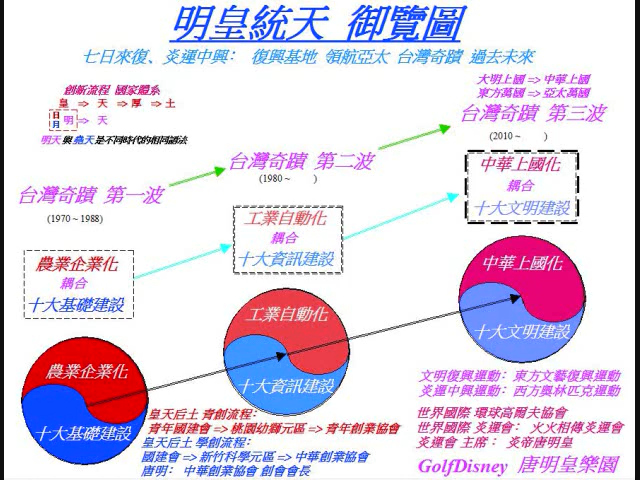 明皇統天 御覽圖
七日來復、炎運中興： 復興基地 領航亞太 台灣奇蹟 過去未來
創新流程 國家體系
皇 => 天 => 厚 => 土
日月 明 => 天
明天 與 堯天 是不同時代的相同語法
大明上國 => 中華上國
東方萬國 => 亞太萬國
台灣奇蹟 第三波
(2010 ~ )
台灣奇蹟 第二波
(1980 ~ )
台灣奇蹟 第一波
(1970 ~ 1988)
中華上國化
耦合
十大文明建設
工業自動化
耦合
十大資訊建設
農業企業化
耦合
十大基礎建設
中華上國化
十大文明建設
工業自動化
十大資訊建設
農業企業化
十大基礎建設
文明復興運動： 東方文藝復興運動
炎運中興運動： 西方奧林匹克運動
皇天后土 青創流程：
青年國建會 => 桃園幼獅元區 => 青年創業協會
皇天后土 學創流程：
國建會 => 新竹科學元區 => 中華創業協會
唐明： 中華創業協會 創會會長
世界國際 環球高爾夫協會
世界國際 炎運會： 火火相傳炎運會
炎運會 主席： 炎帝唐明皇
GolfDisney 唐明皇樂園